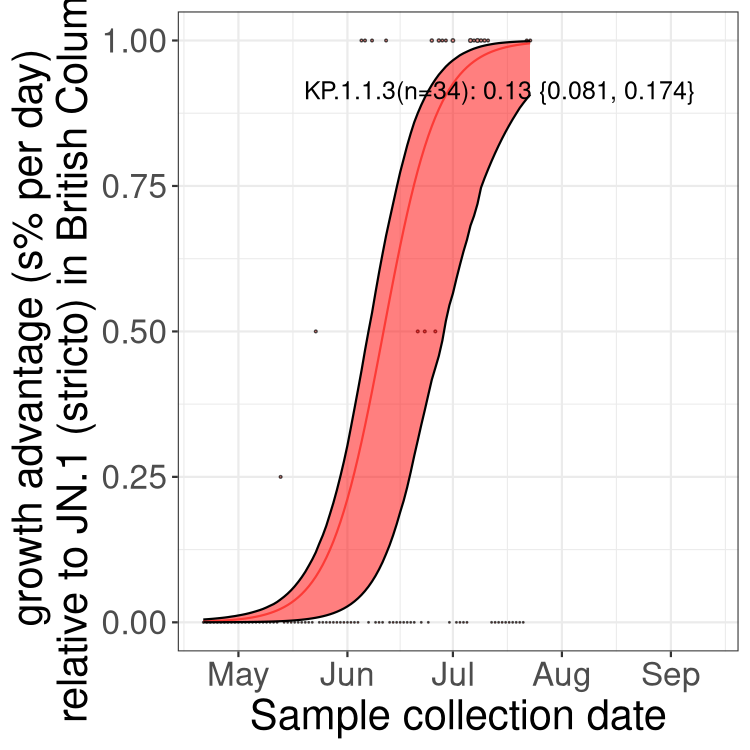 growth advantage (s% per day)
relative to JN.1 (stricto) in British Colum
1.00
0.75
0.50
0.25
0.00
KP.1.1.3(n=34): 0.13 {0.081, 0.174}
May Jun Jul Aug Sep
Sample collection date